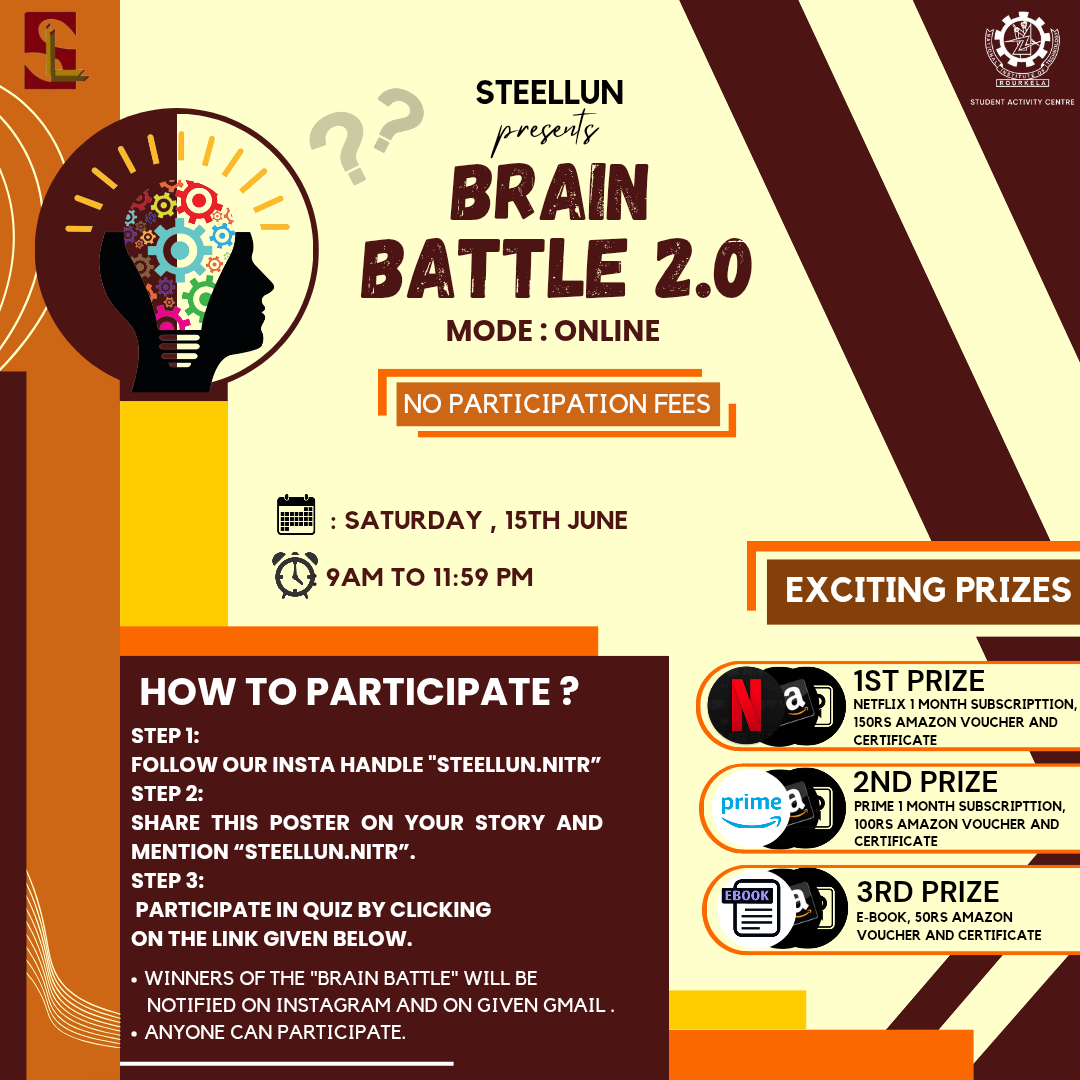 STEELLUN
presents
BRAIN
BATTLE 2.0
MODE : ONLINE
NO PARTICIPATION FEES
: SATURDAY , 15TH JUNE
: 9AM TO 11:59 PM
HOW TO PARTICIPATE ?
STEP 1:
FOLLOW OUR INSTA HANDLE "STEELLUN.NITR”
STEP 2:
SHARE THIS POSTER ON YOUR STORY AND
MENTION “STEELLUN.NITR”.
STEP 3:
PARTICIPATE IN QUIZ BY CLICKING
ON THE LINK GIVEN BELOW.
• WINNERS OF THE "BRAIN BATTLE" WILL BE
NOTIFIED ON INSTAGRAM AND ON GIVEN GMAIL .
• ANYONE CAN PARTICIPATE.
ROURKELA
STUDENT ACTIVITY CENTRE
EXCITING PRIZES
N
a
1ST PRIZE
NETFLIX 1 MONTH SUBSCRIPTTION,
150RS AMAZON VOUCHER AND
CERTIFICATE
prime
a
2ND PRIZE
PRIME 1 MONTH SUBSCRIPTTION,
100RS AMAZON VOUCHER AND
CERTIFICATE
EBOOK
a
3RD PRIZE
E-BOOK, 50RS AMAZON
VOUCHER AND CERTIFICATE